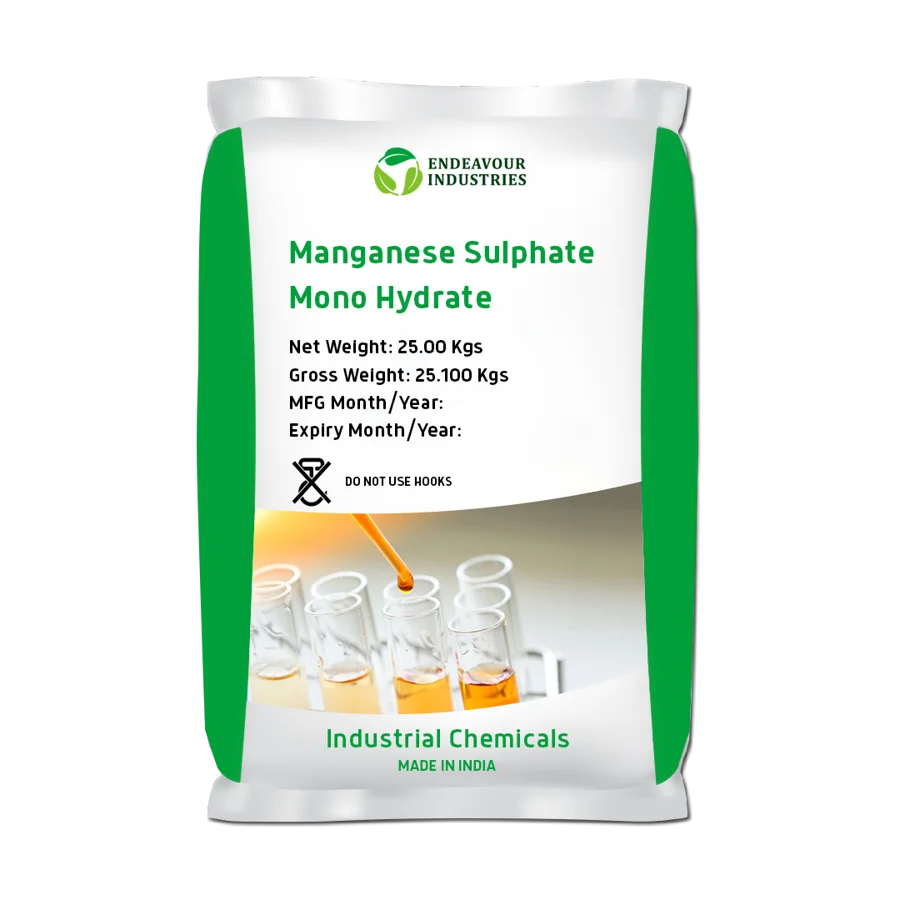 ENDEAVOUR
INDUSTRIES
Manganese Sulphate
Mono Hydrate
Net Weight: 25.00 Kgs
Gross Weight: 25.100 Kgs
MFG Month/Year:
Expiry Month/Year:
DO NOT USE HOOKS
Industrial Chemicals
MADE IN INDIA